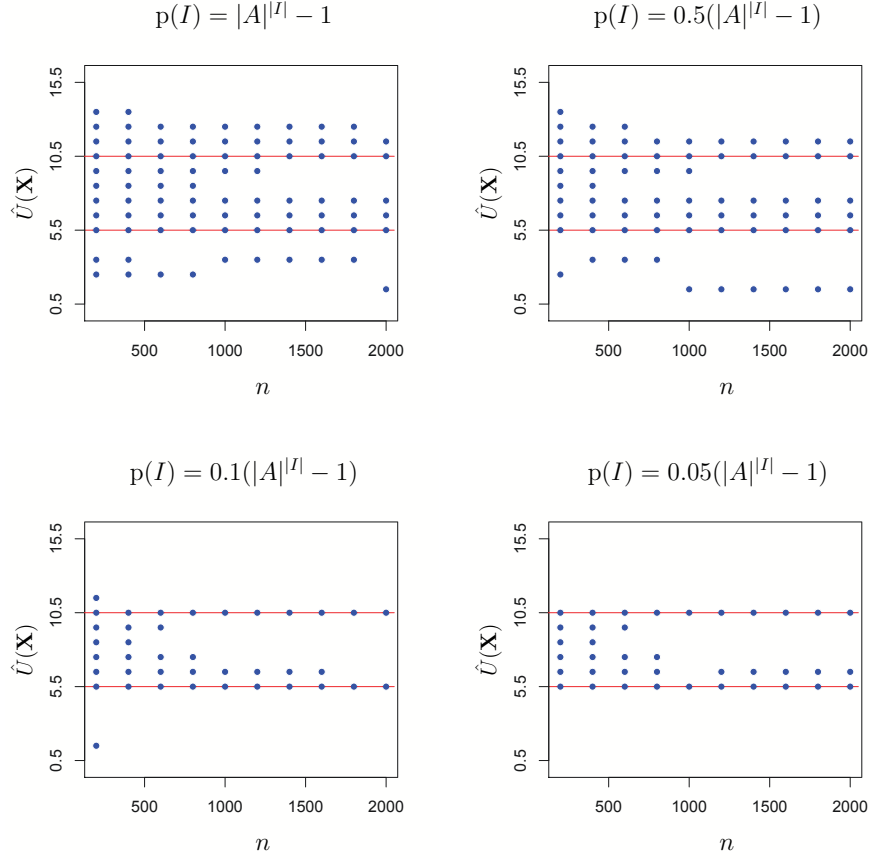 p(I) = |A|^{|I|} − 1
Û(X)
15.5
10.5
5.5
0.5
500 1000 1500 2000
n
p(I) = 0.5(|A|^{|I|} − 1)
Û(X)
15.5
10.5
5.5
0.5
500 1000 1500 2000
n
p(I) = 0.1(|A|^{|I|} − 1)
Û(X)
15.5
10.5
5.5
0.5
500 1000 1500 2000
n
p(I) = 0.05(|A|^{|I|} − 1)
Û(X)
15.5
10.5
5.5
0.5
500 1000 1500 2000
n